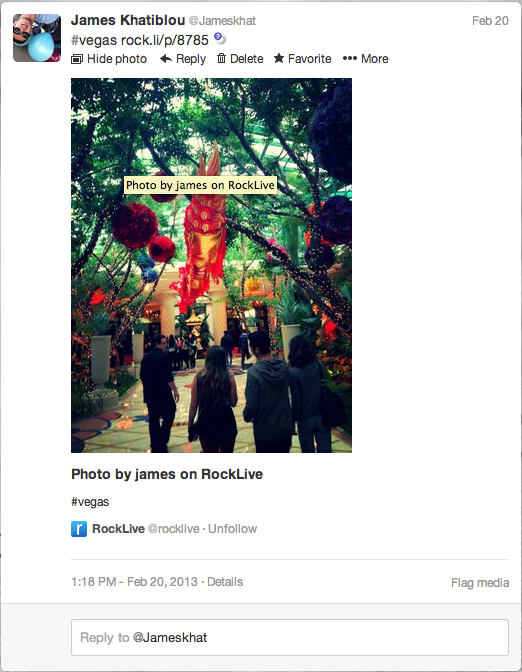 James Khatiblou @Jameskhat Feb 20
#vegas rock.li/p/8785
Hide photo Reply Delete Favorite More
Photo by james on RockLive
Photo by james on RockLive
#vegas
r RockLive @rocklive · Unfollow
1:18 PM - Feb 20, 2013 · Details Flag media
Reply to @Jameskhat